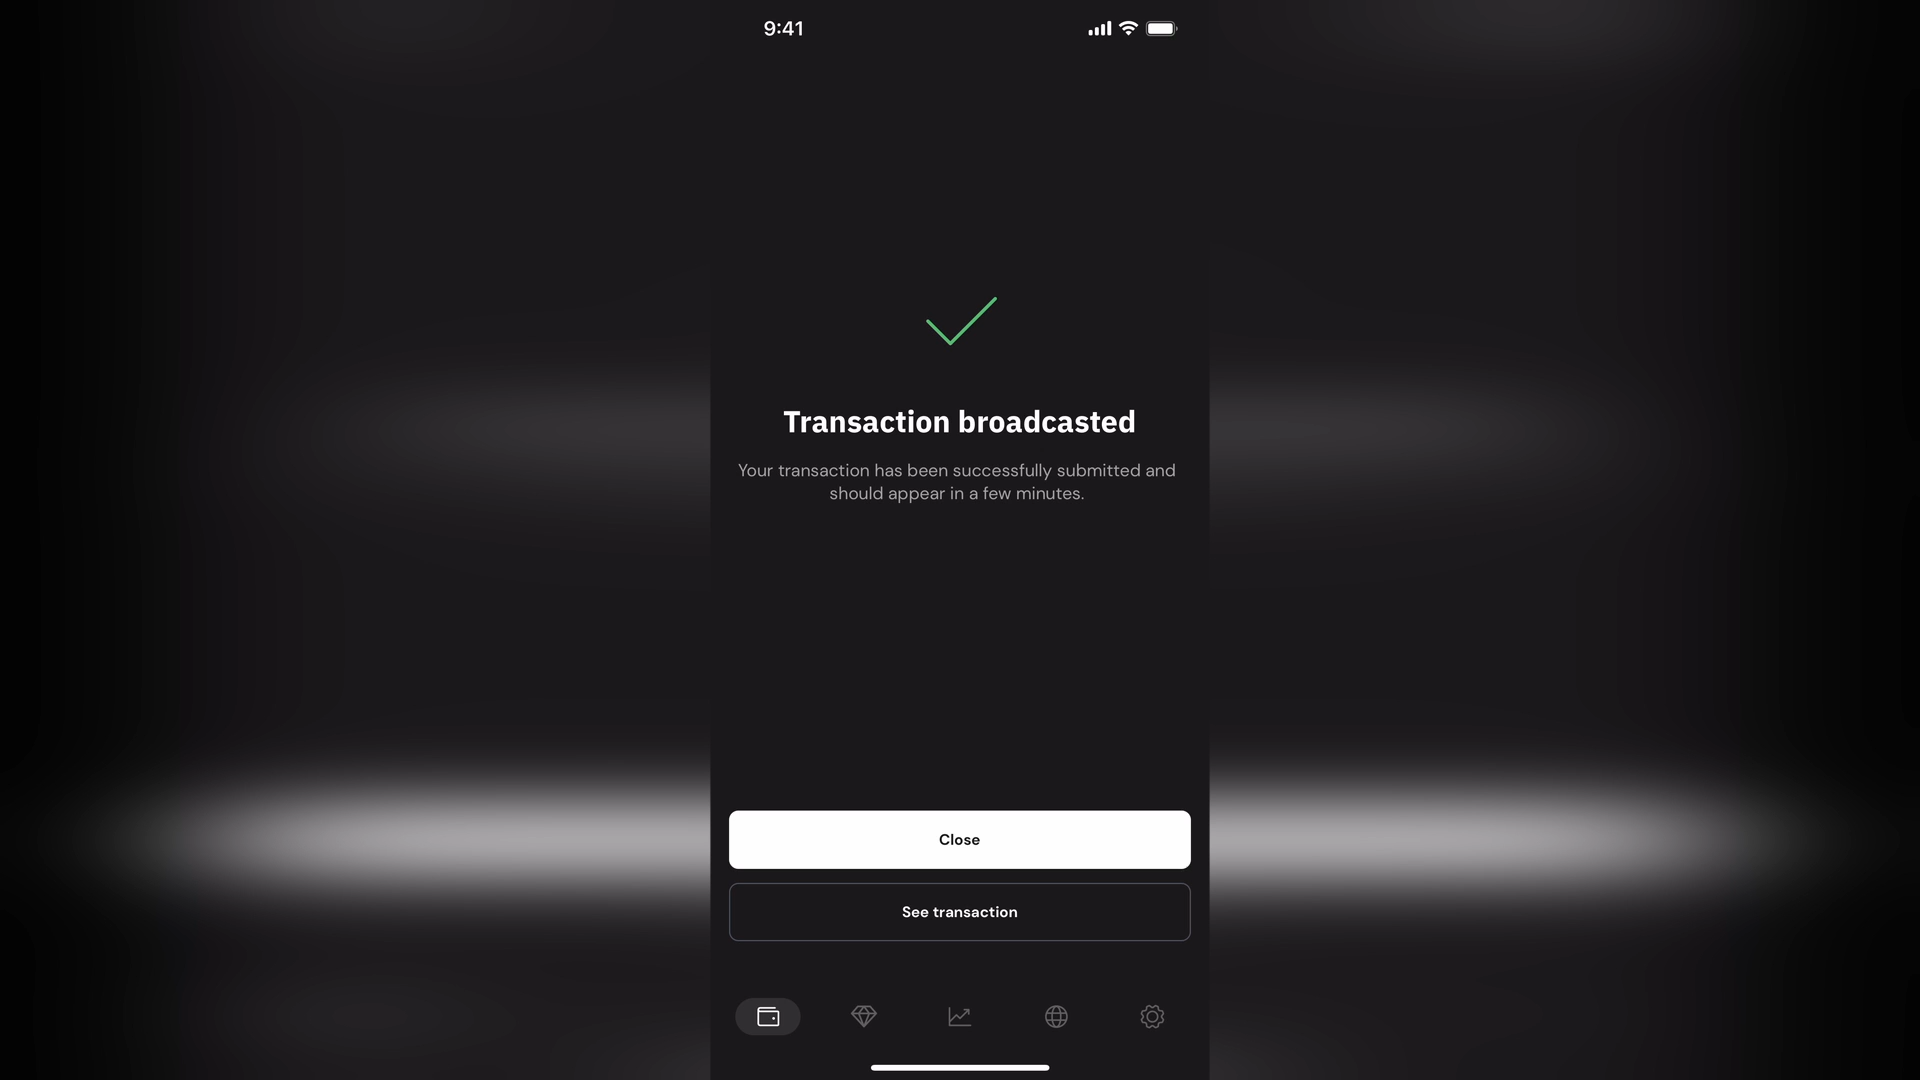 9:41
Transaction broadcasted
Your transaction has been successfully submitted and
should appear in a few minutes.
Close
See transaction